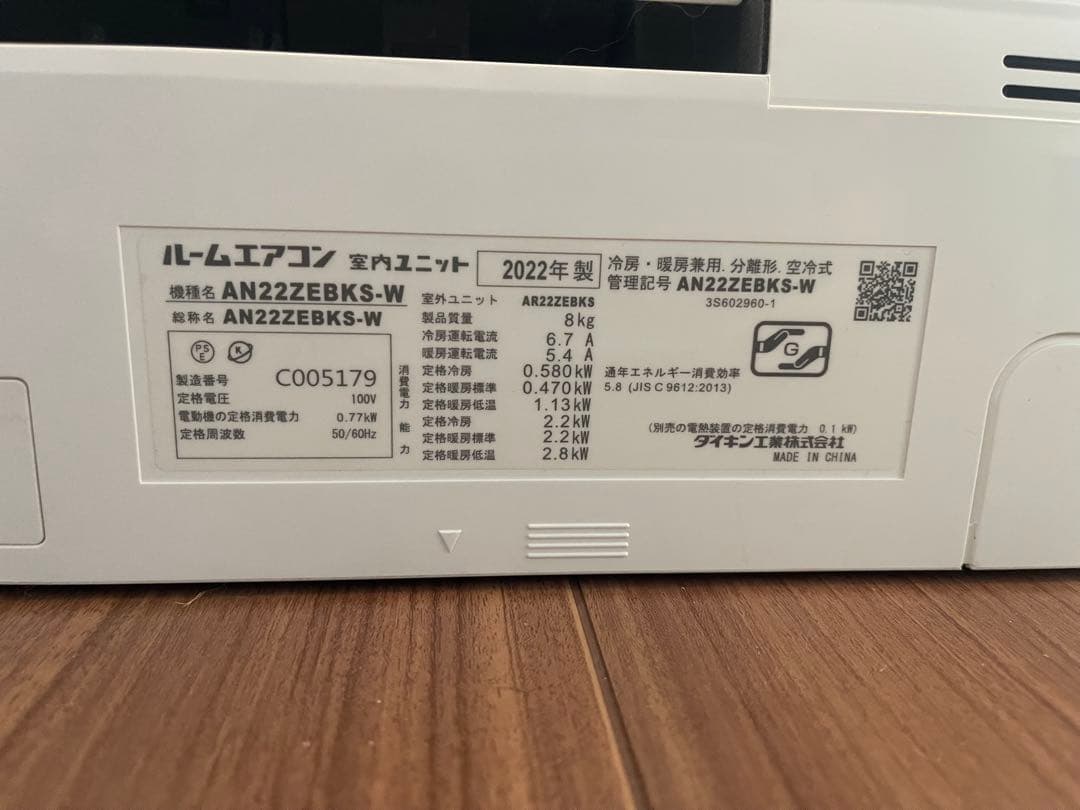 ルームエアコン 室内ユニット 2022年製 冷房・暖房兼用.分離形.空冷式
機種名 AN22ZEBKS-W 管理記号 AN22ZEBKS-W
総称名 AN22ZEBKS-W 3S602960-1
PS
E
K
製造番号 C005179
定格電圧 100V
電動機の定格消費電力 0.77kW
定格周波数 50/60Hz
室外ユニット AR22ZEBKS
製品質量 8kg
冷房運転電流 6.7 A
暖房運転電流 5.4 A
消費電力
定格冷房 0.580kW
定格暖房標準 0.470kW
定格暖房低温 1.13kW
能力
定格冷房 2.2kW
定格暖房標準 2.2kW
定格暖房低温 2.8kW
G
通年エネルギー消費効率
5.8 (JIS C 9612:2013)
(別売の電熱装置の定格消費電力 0.1 kW)
ダイキン工業株式会社
MADE IN CHINA